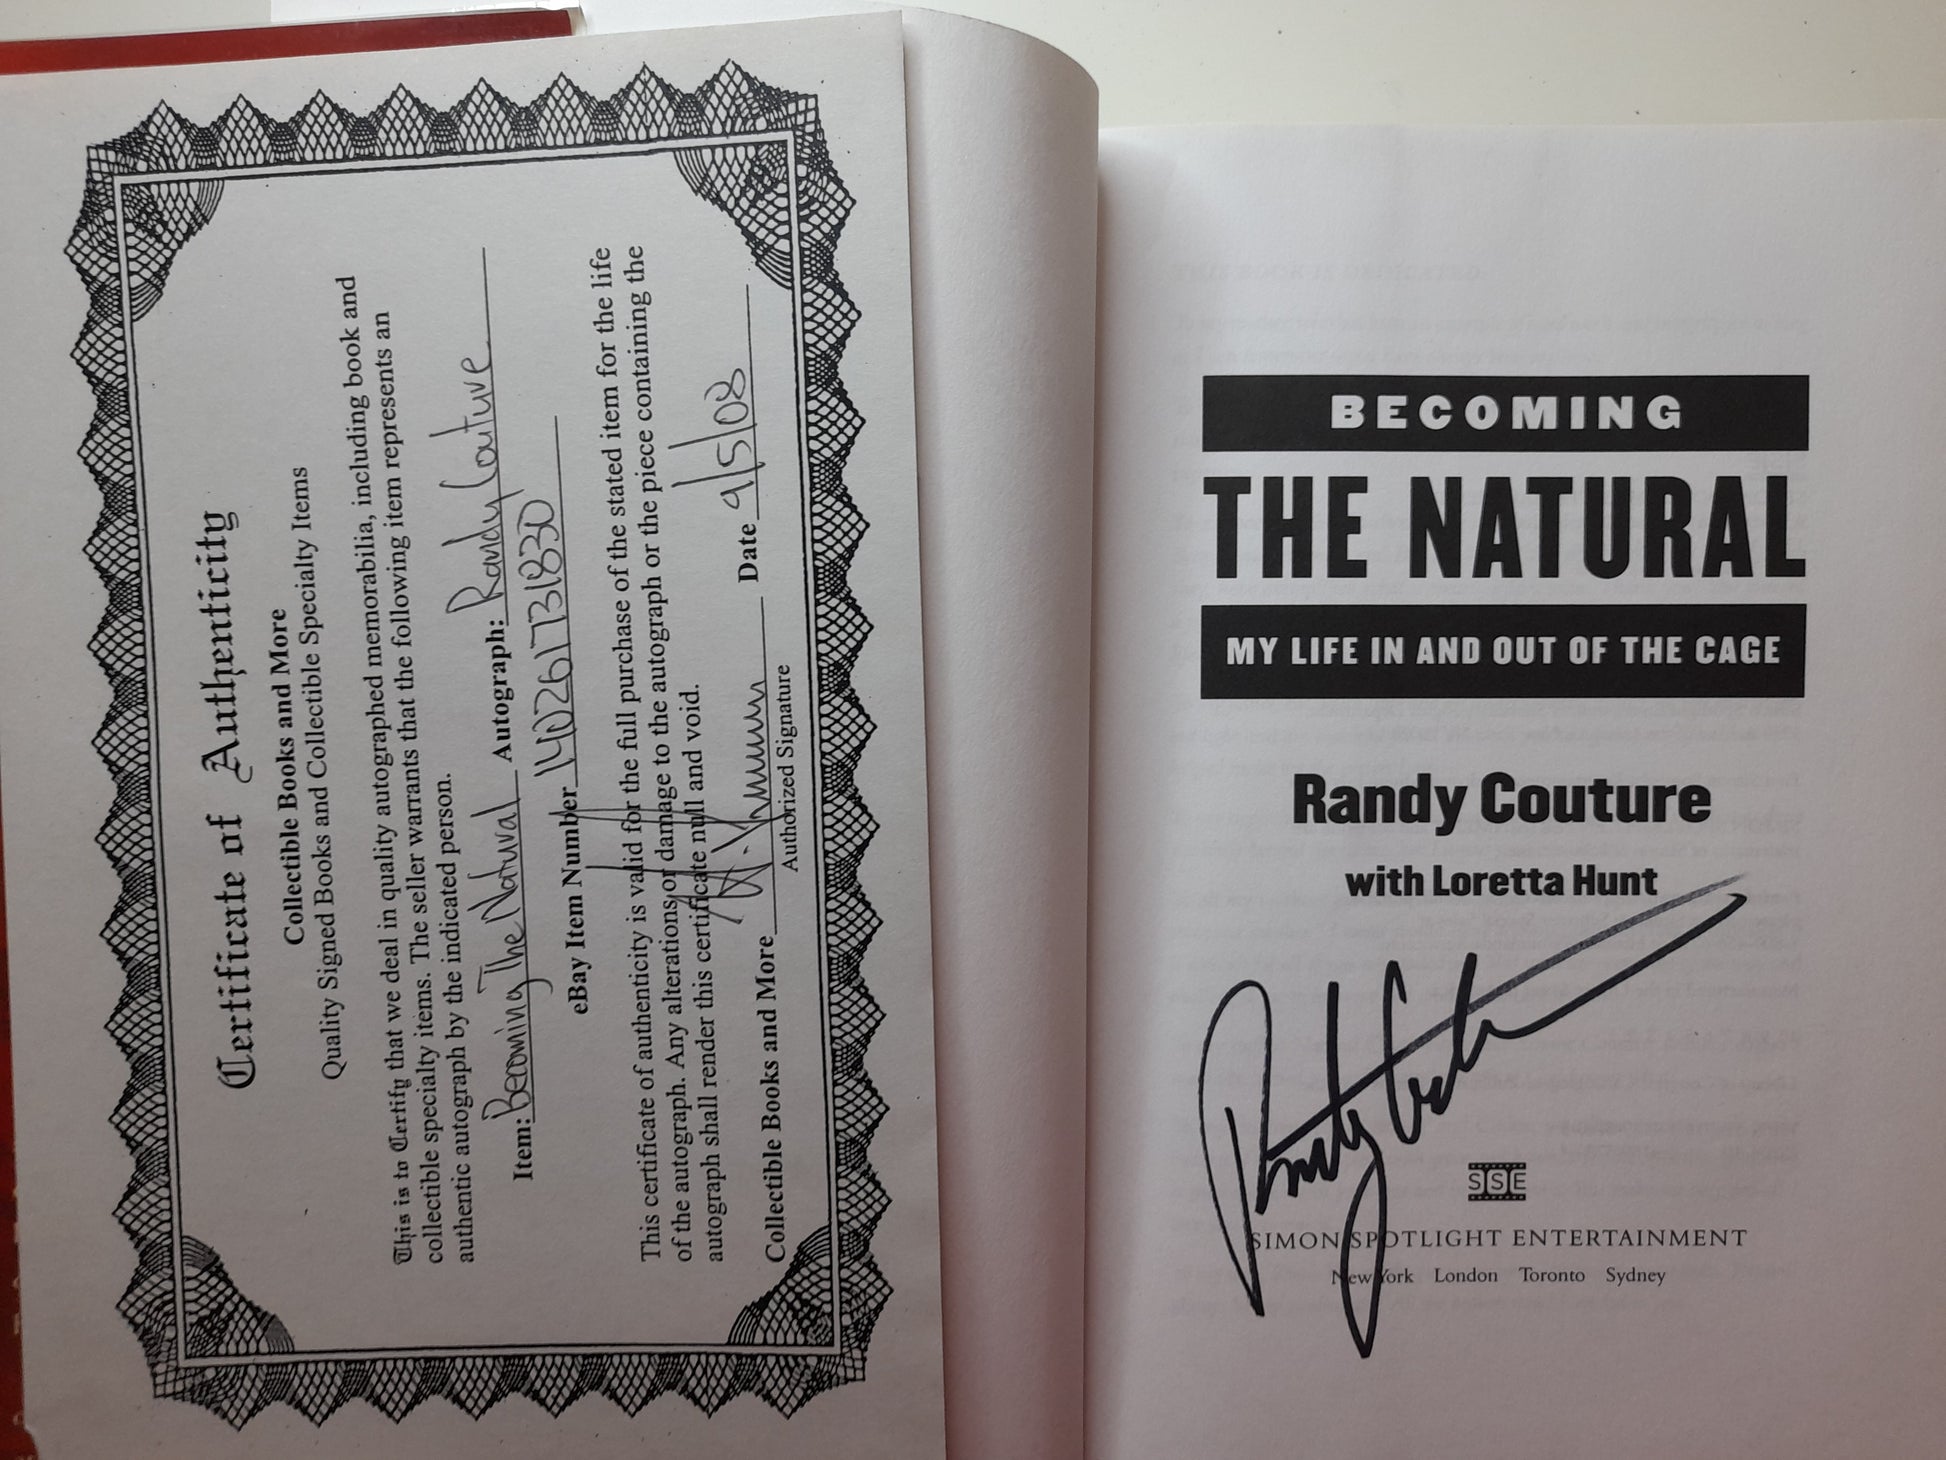 Certificate of Authenticity
Collectible Books and More
Quality Signed Books and Collectible Specialty Items
This is to Certify that we deal in quality autographed memorabilia, including book and
collectible specialty items. The seller warrants that the following item represents an
authentic autograph by the indicated person.
Item: Becoming The Natural Autograph: Randy Couture
eBay Item Number 140261731830
This certificate of authenticity is valid for the full purchase of the stated item for the life
of the autograph. Any alterations or damage to the autograph or the piece containing the
autograph shall render this certificate null and void.
Collectible Books and More Date 9/5/08
Authorized Signature
BECOMING
THE NATURAL
MY LIFE IN AND OUT OF THE CAGE
Randy Couture
with Loretta Hunt
Randy Couture
SSE
SIMON SPOTLIGHT ENTERTAINMENT
New York London Toronto Sydney